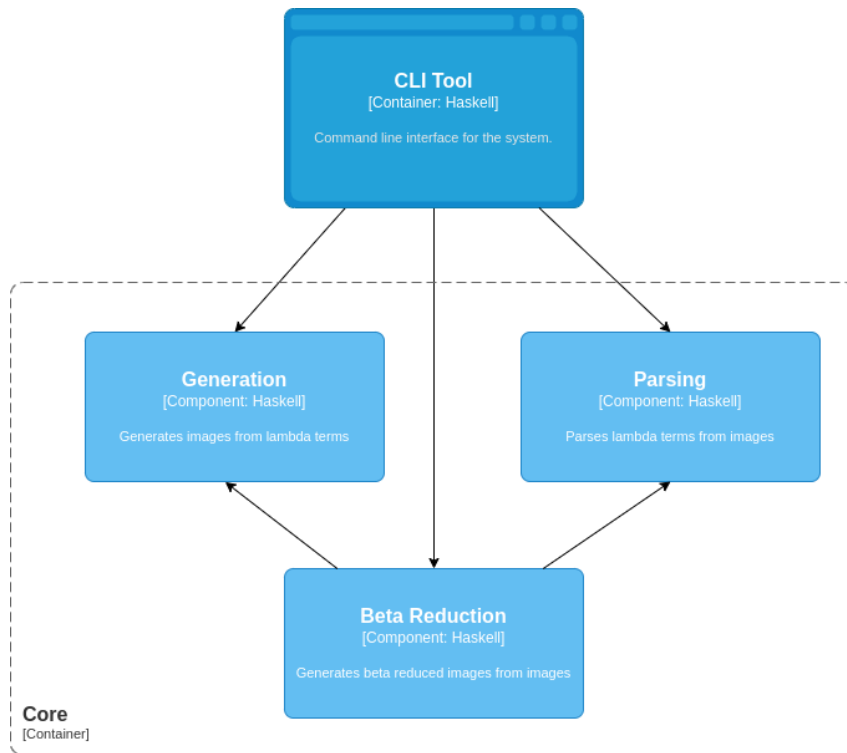 CLI Tool
[Container: Haskell]
Command line interface for the system.
Generation
[Component: Haskell]
Generates images from lambda terms
Parsing
[Component: Haskell]
Parses lambda terms from images
Beta Reduction
[Component: Haskell]
Generates beta reduced images from images
Core
[Container]